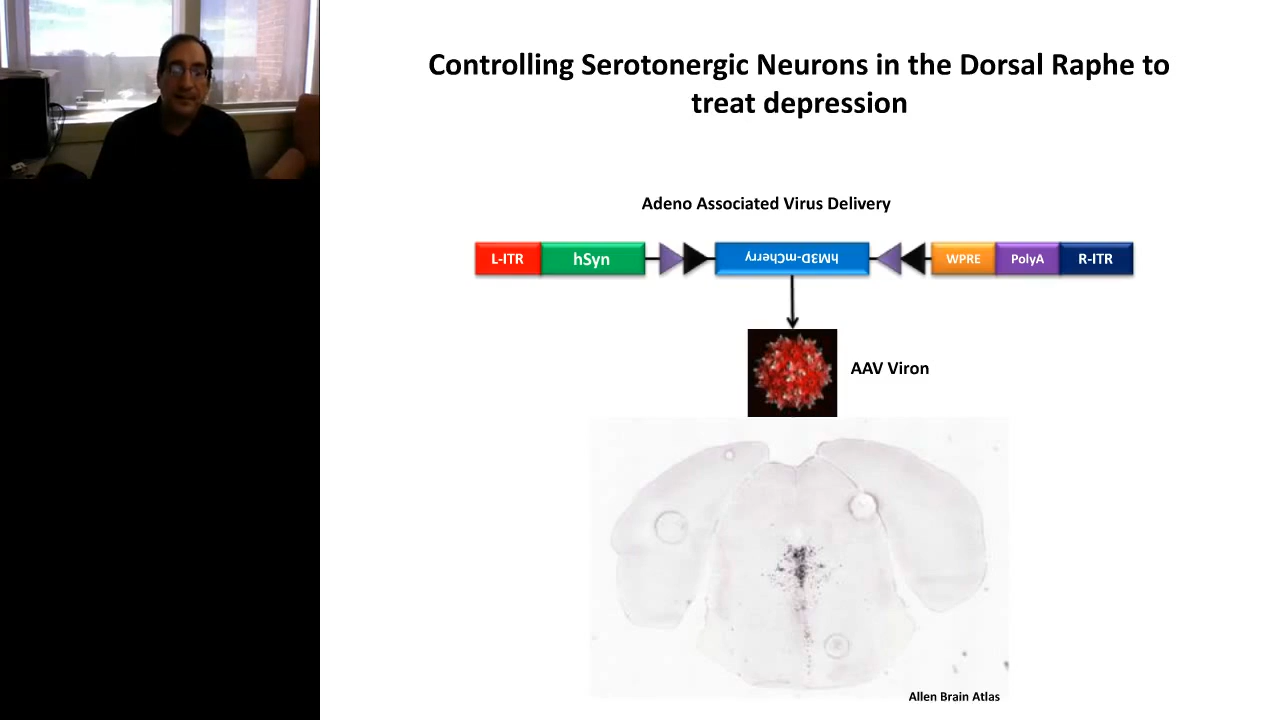 Controlling Serotonergic Neurons in the Dorsal Raphe to
treat depression
Adeno Associated Virus Delivery
L-ITR hSyn hM3D-mCherry WPRE PolyA R-ITR
AAV Viron
Allen Brain Atlas